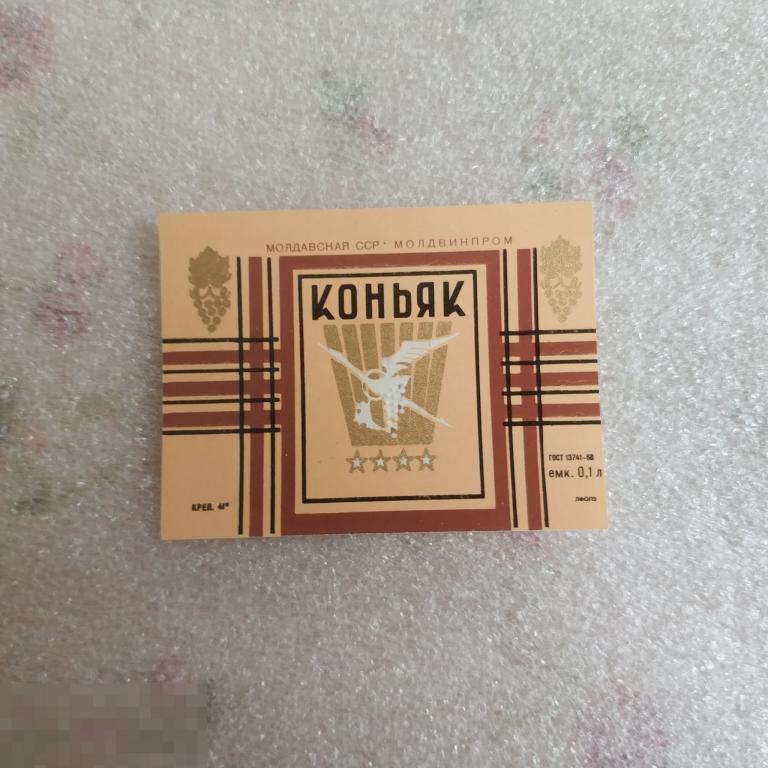 МОЛДАВСКАЯ ССР • МОЛДВИНПРОМ
КОНЬЯК
ГОСТ 13741-68
емк. 0,1 л
КРЕП. 41°